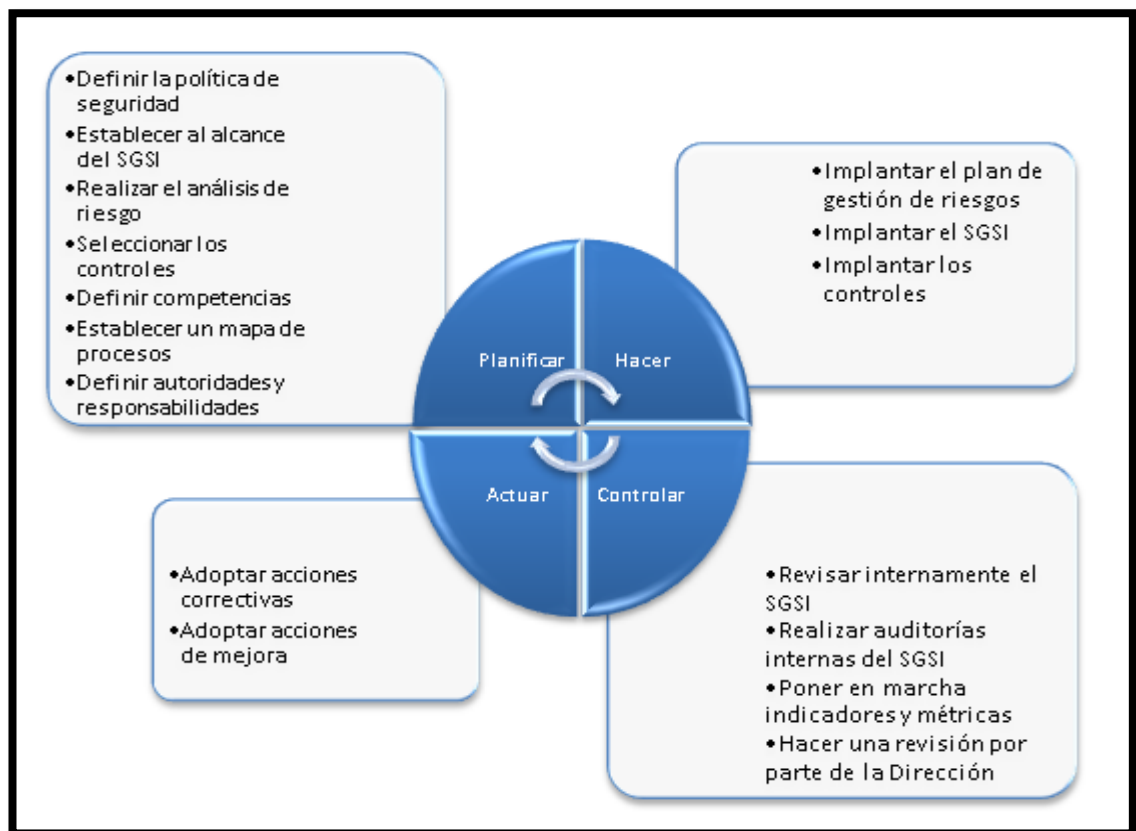 •Definir la política de
seguridad
•Establecer al alcance
del SGSI
•Realizar el análisis de
riesgo
•Seleccionar los
controles
•Definir competencias
•Establecer un mapa de
procesos
•Definir autoridades y
responsabilidades
•Implantar el plan de
gestión de riesgos
•Implantar el SGSI
•Implantar los
controles
Planificar
Hacer
Actuar
Controlar
•Adoptar acciones
correctivas
•Adoptar acciones
de mejora
•Revisar internamente el
SGSI
•Realizar auditorías
internas del SGSI
•Poner en marcha
indicadores y métricas
•Hacer una revisión por
parte de la Dirección